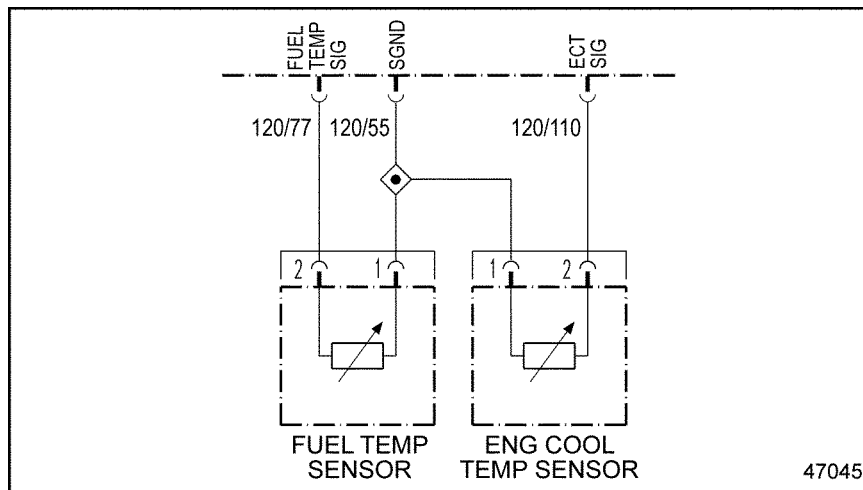 FUEL
TEMP
SIG
SGND
ECT
SIG
120/77
120/55
120/110
2
1
1
2
FUEL TEMP
SENSOR
ENG COOL
TEMP SENSOR
47045